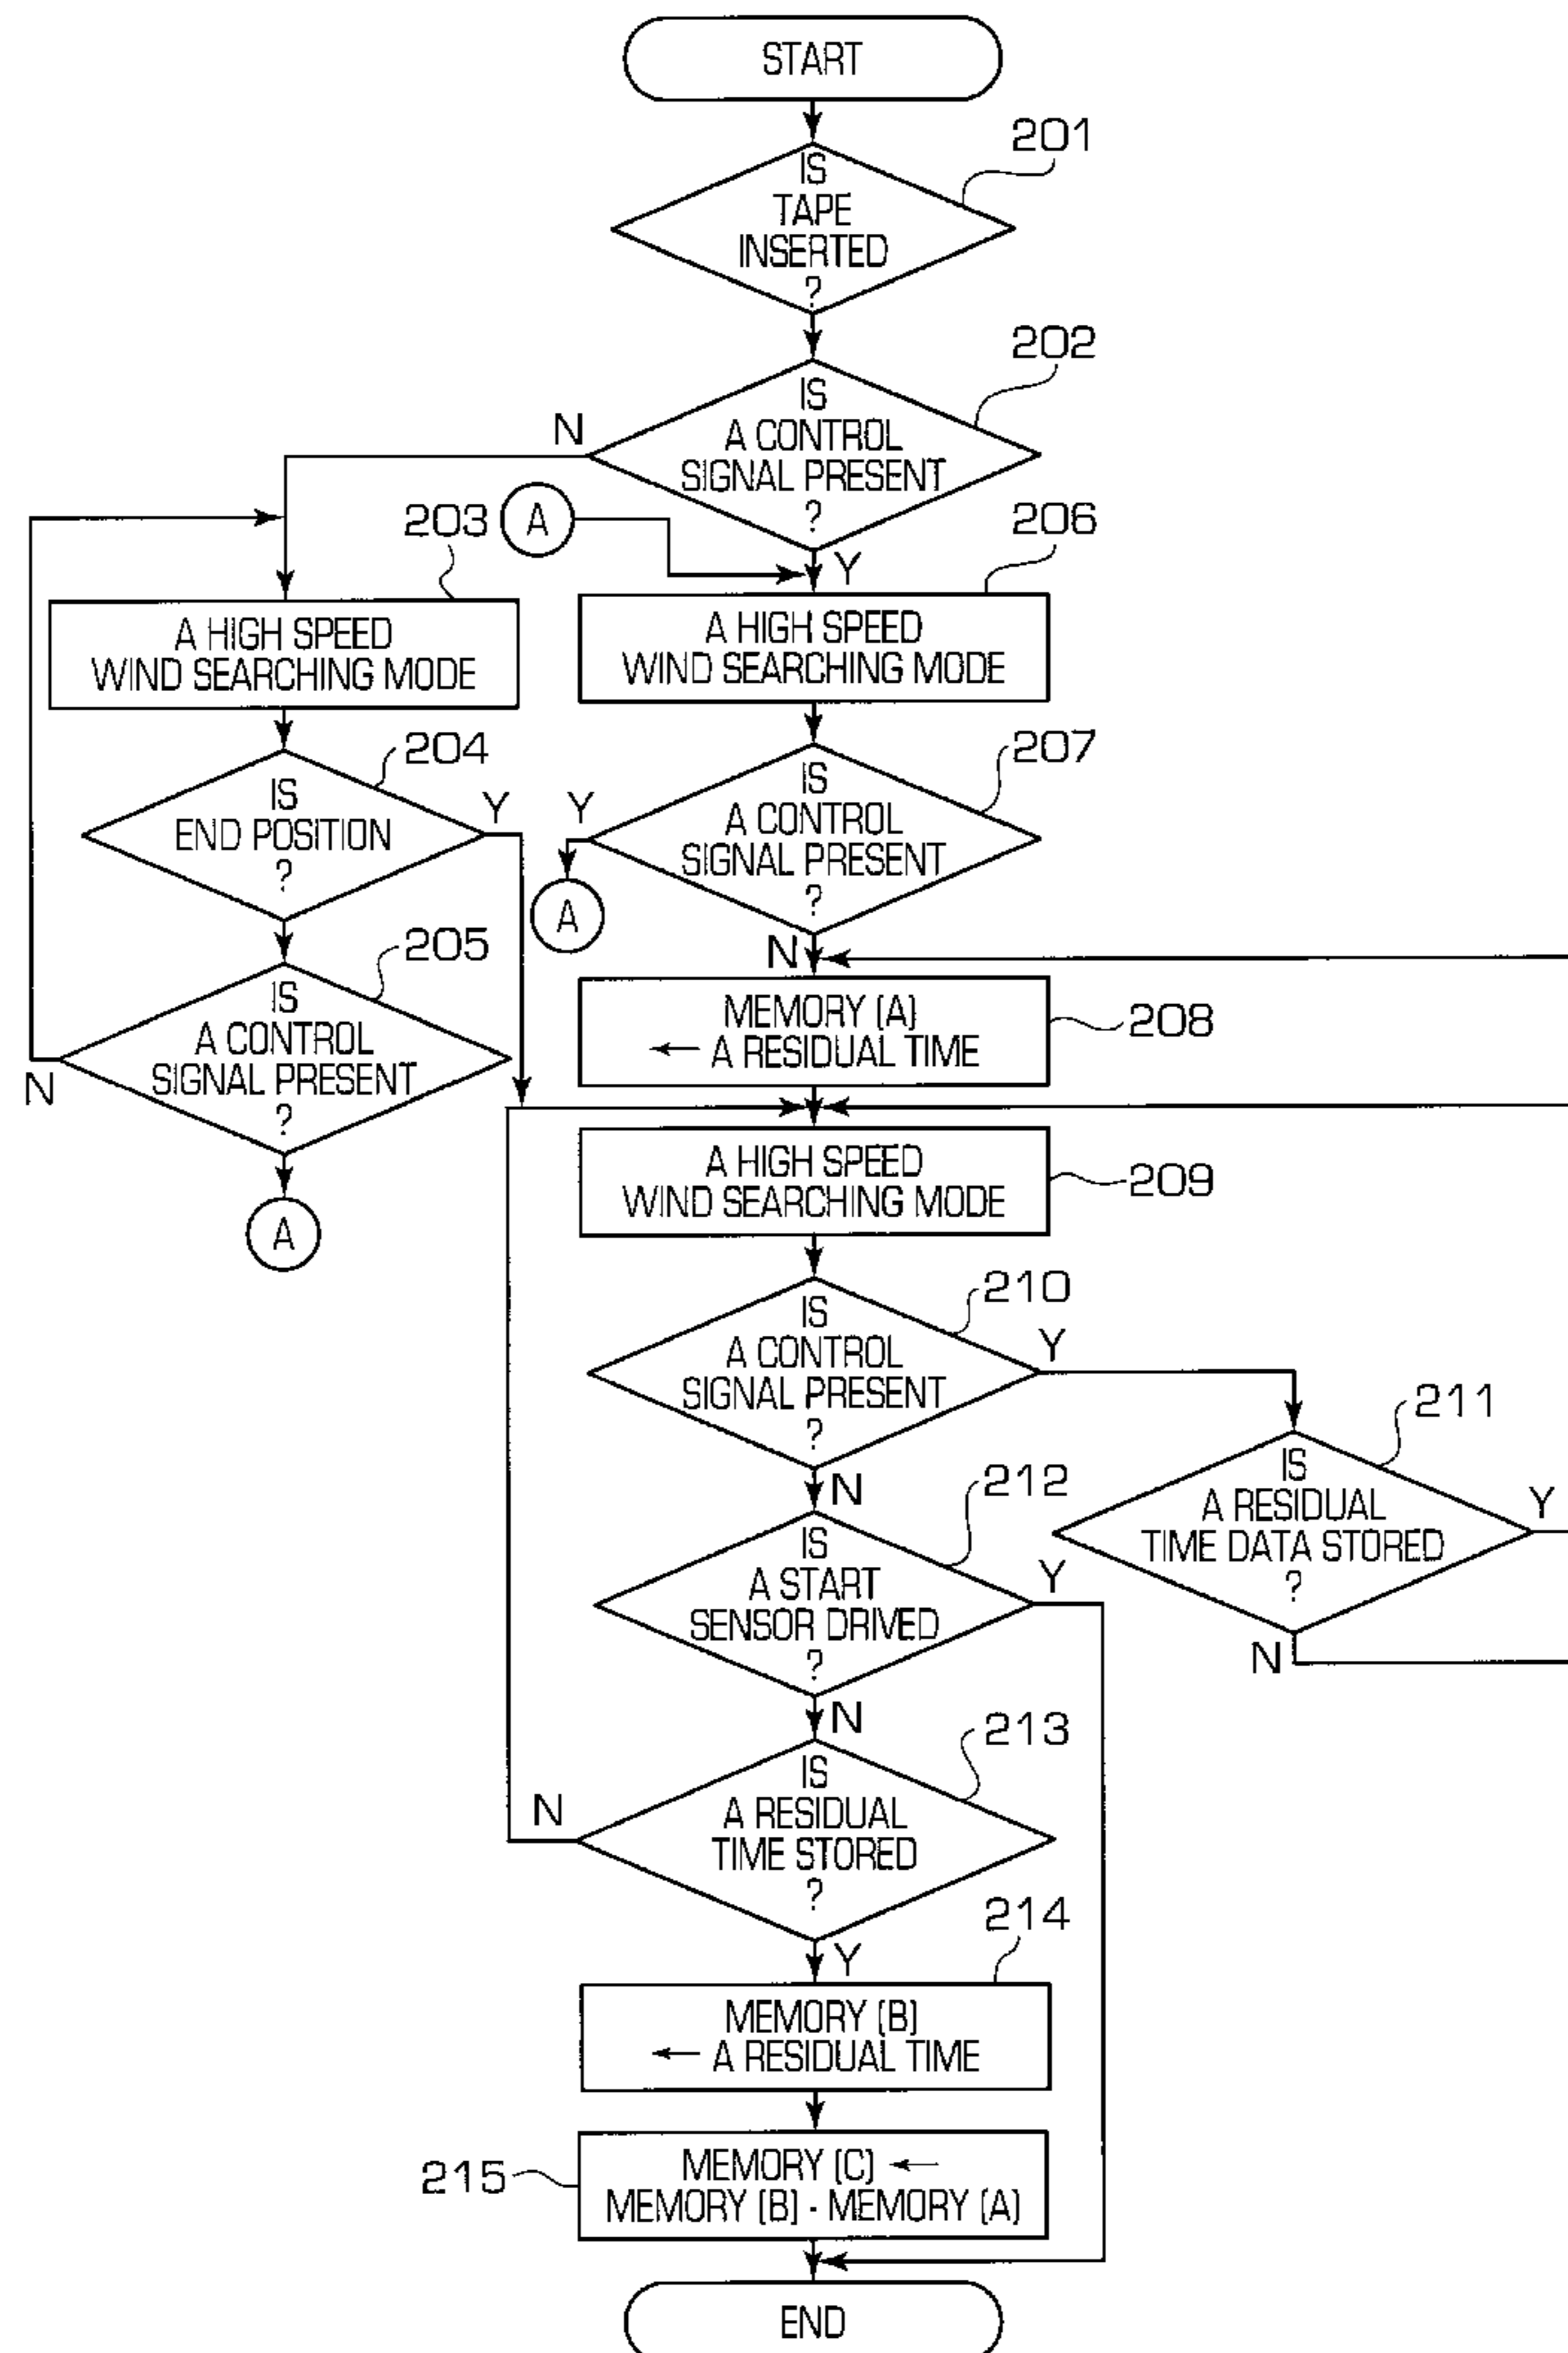 START
201
IS
TAPE
INSERTED
?
202
IS
A CONTROL
SIGNAL PRESENT
?
N
203
A
206
Y
A HIGH SPEED
WIND SEARCHING MODE
A HIGH SPEED
WIND SEARCHING MODE
204
IS
END POSITION
?
Y
207
IS
A CONTROL
SIGNAL PRESENT
?
Y
A
N
205
IS
A CONTROL
SIGNAL PRESENT
?
N
A
208
MEMORY (A)
← A RESIDUAL TIME
A HIGH SPEED
WIND SEARCHING MODE
209
210
IS
A CONTROL
SIGNAL PRESENT
?
Y
N
211
IS
A RESIDUAL
TIME DATA STORED
?
Y
N
212
IS
A START
SENSOR DRIVED
?
Y
N
213
IS
A RESIDUAL
TIME STORED
?
N
Y
214
MEMORY (B)
← A RESIDUAL TIME
215
MEMORY (C) ←
MEMORY (B) - MEMORY (A)
END